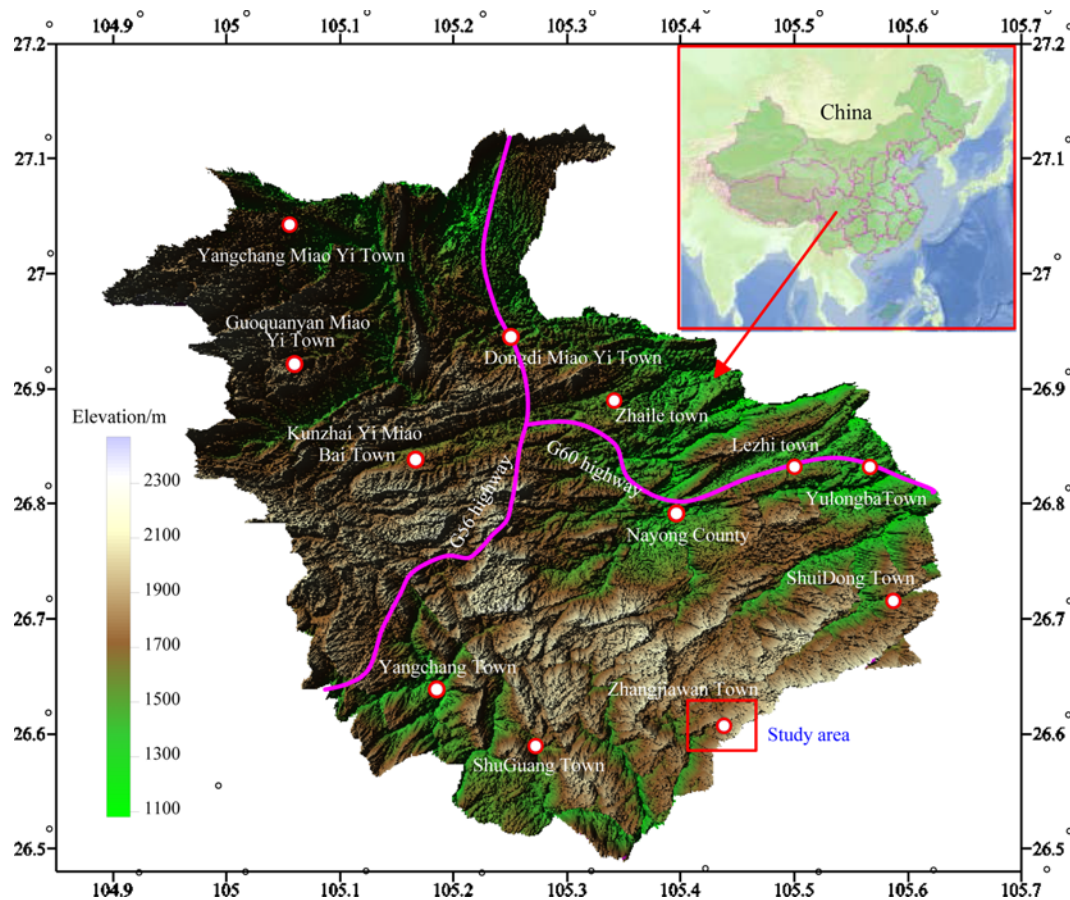 104.9 105 105.1 105.2 105.3 105.4 105.5 105.6 105.7
27.2 27.2
China
27.1 27.1
Yangchang Miao Yi Town
27 27
Guoquanyan Miao
Yi Town
Dongdi Miao Yi Town
26.9 26.9
Zhaile town
Elevation/m
Kunzhai Yi Miao
Bai Town
Lezhi town
G60 highway
G56 highway
YulongbaTown
2300
26.8 26.8
Nayong County
2100
1900
ShuiDong Town
1700
26.7 26.7
1500
Yangchang Town
Zhangjiawan Town
1300
26.6 26.6
Study area
ShuGuang Town
1100
26.5 26.5
104.9 105 105.1 105.2 105.3 105.4 105.5 105.6 105.7